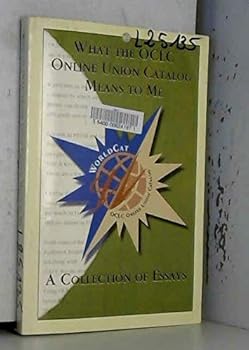 L25135
WHAT THE OCLC
ONLINE UNION CATALOG
MEANS TO ME
WORLDCAT
OCLC ONLINE UNION CATALOG
A COLLECTION OF ESSAYS